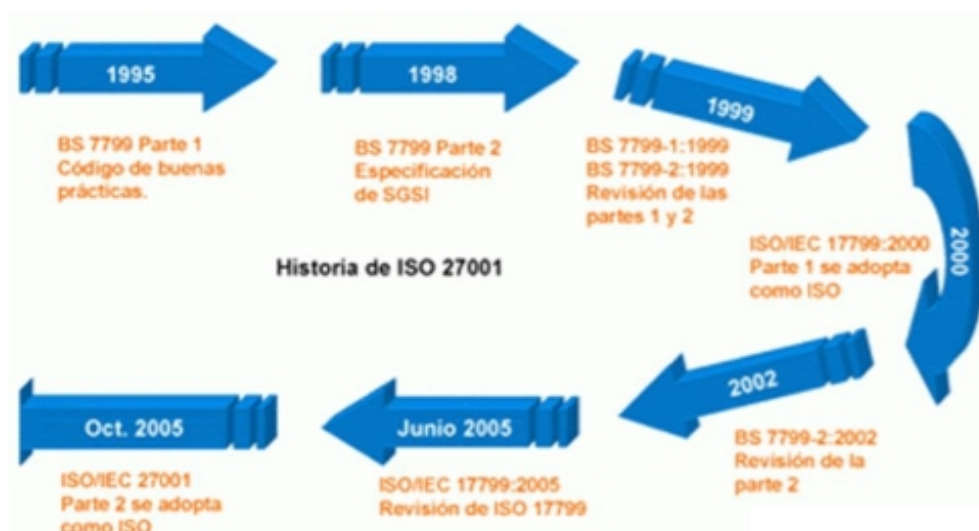 1995
BS 7799 Parte 1
Código de buenas
prácticas.
1998
BS 7799 Parte 2
Especificación
de SGSI
1999
BS 7799-1:1999
BS 7799-2:1999
Revisión de las
partes 1 y 2
2000
ISO/IEC 17799:2000
Parte 1 se adopta
como ISO
Historia de ISO 27001
2002
BS 7799-2:2002
Revisión de la
parte 2
Junio 2005
ISO/IEC 17799:2005
Revisión de ISO 17799
Oct. 2005
ISO/IEC 27001
Parte 2 se adopta
como ISO